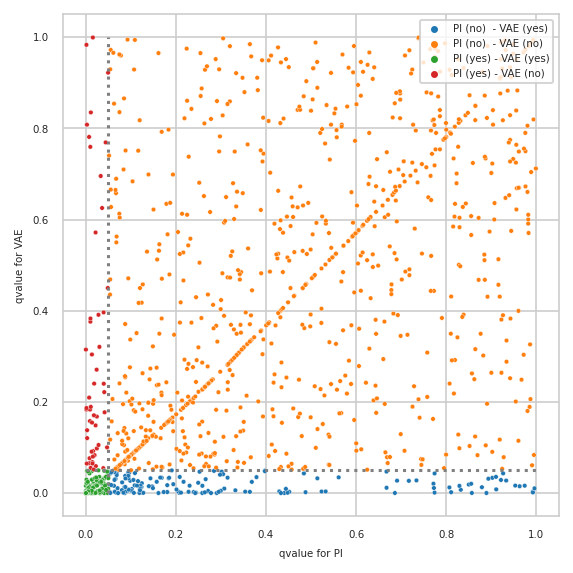 PI (no)  - VAE (yes)
PI (no)  - VAE (no)
PI (yes) - VAE (yes)
PI (yes) - VAE (no)
1.0
0.8
0.6
0.4
0.2
0.0
qvalue for VAE
0.0 0.2 0.4 0.6 0.8 1.0
qvalue for PI